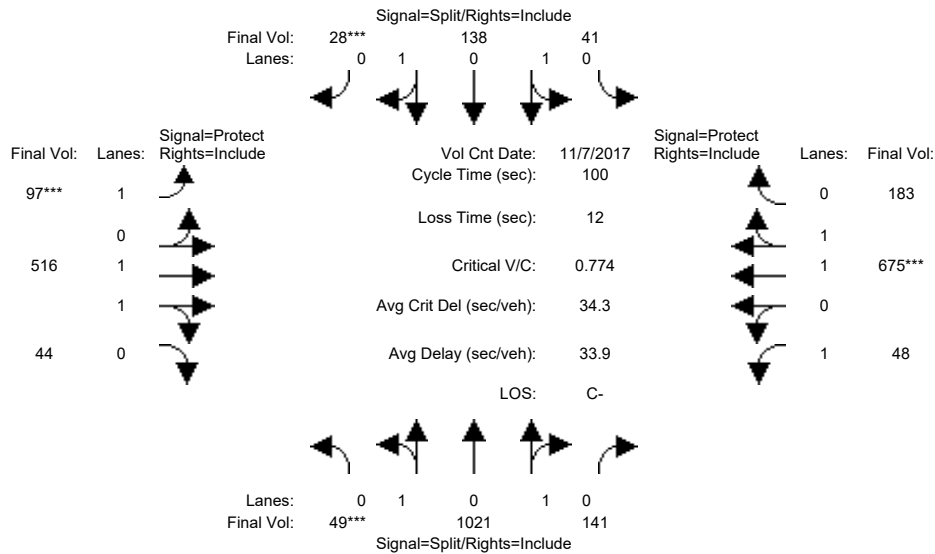 Signal=Split/Rights=Include
Final Vol: 28*** 138 41
Lanes: 0 1 0 1 0
Signal=Protect
Final Vol: Lanes: Rights=Include
Vol Cnt Date: 11/7/2017
Signal=Protect
Rights=Include Lanes: Final Vol:
Cycle Time (sec): 100
97*** 1
0 183
Loss Time (sec): 12
0
1
516 1
Critical V/C: 0.774
1 675***
1
Avg Crit Del (sec/veh): 34.3
0
44 0
Avg Delay (sec/veh): 33.9
1 48
LOS: C-
Lanes: 0 1 0 1 0
Final Vol: 49*** 1021 141
Signal=Split/Rights=Include